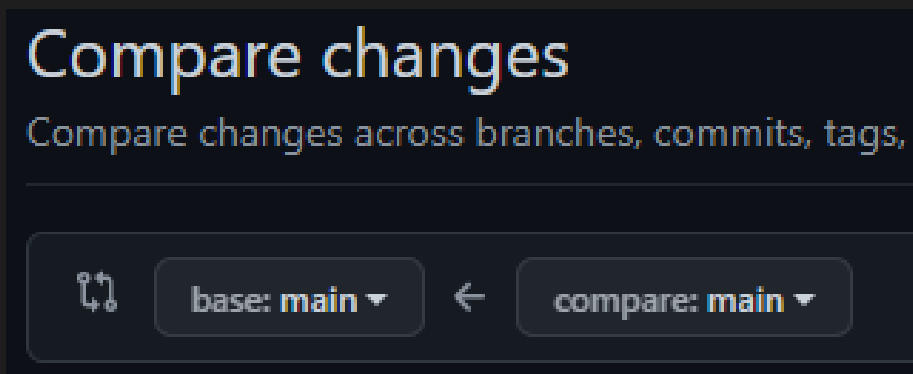 Compare changes
Compare changes across branches, commits, tags,
base: main compare: main